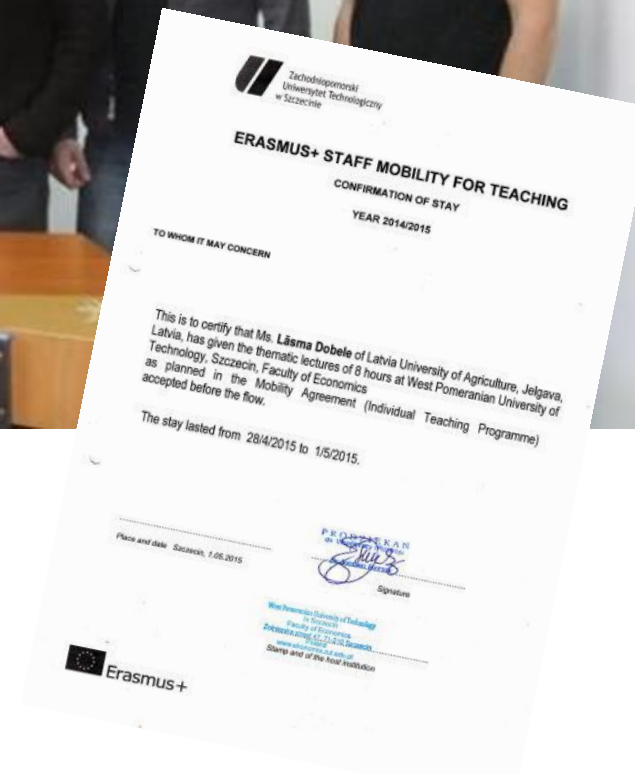 Zachodniopomorski
Uniwersytet Technologiczny
w Szczecinie
ERASMUS+ STAFF MOBILITY FOR TEACHING
CONFIRMATION OF STAY
YEAR 2014/2015
TO WHOM IT MAY CONCERN
This is to certify that Ms. Lāsma Dobele of Latvia University of Agriculture, Jelgava,
Latvia, has given the thematic lectures of 8 hours at West Pomeranian University of
Technology, Szczecin, Faculty of Economics
as planned in the Mobility Agreement (Individual Teaching Programme)
accepted before the flow.
The stay lasted from 28/4/2015 to 1/5/2015.
Place and date Szczecin, 1.05.2015
PRODZIEKAN
Signature
West Pomeranian University of Technology
in Szczecin
Faculty of Economics
Poland
Stamp and of the host institution
Erasmus+